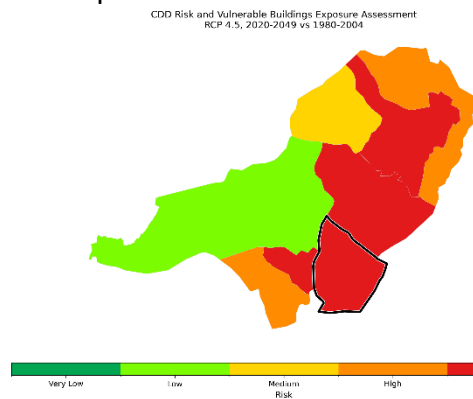 CDD Risk and Vulnerable Buildings Exposure Assessment
RCP 4.5, 2020-2049 vs 1980-2004
Very Low Low Medium High
Risk